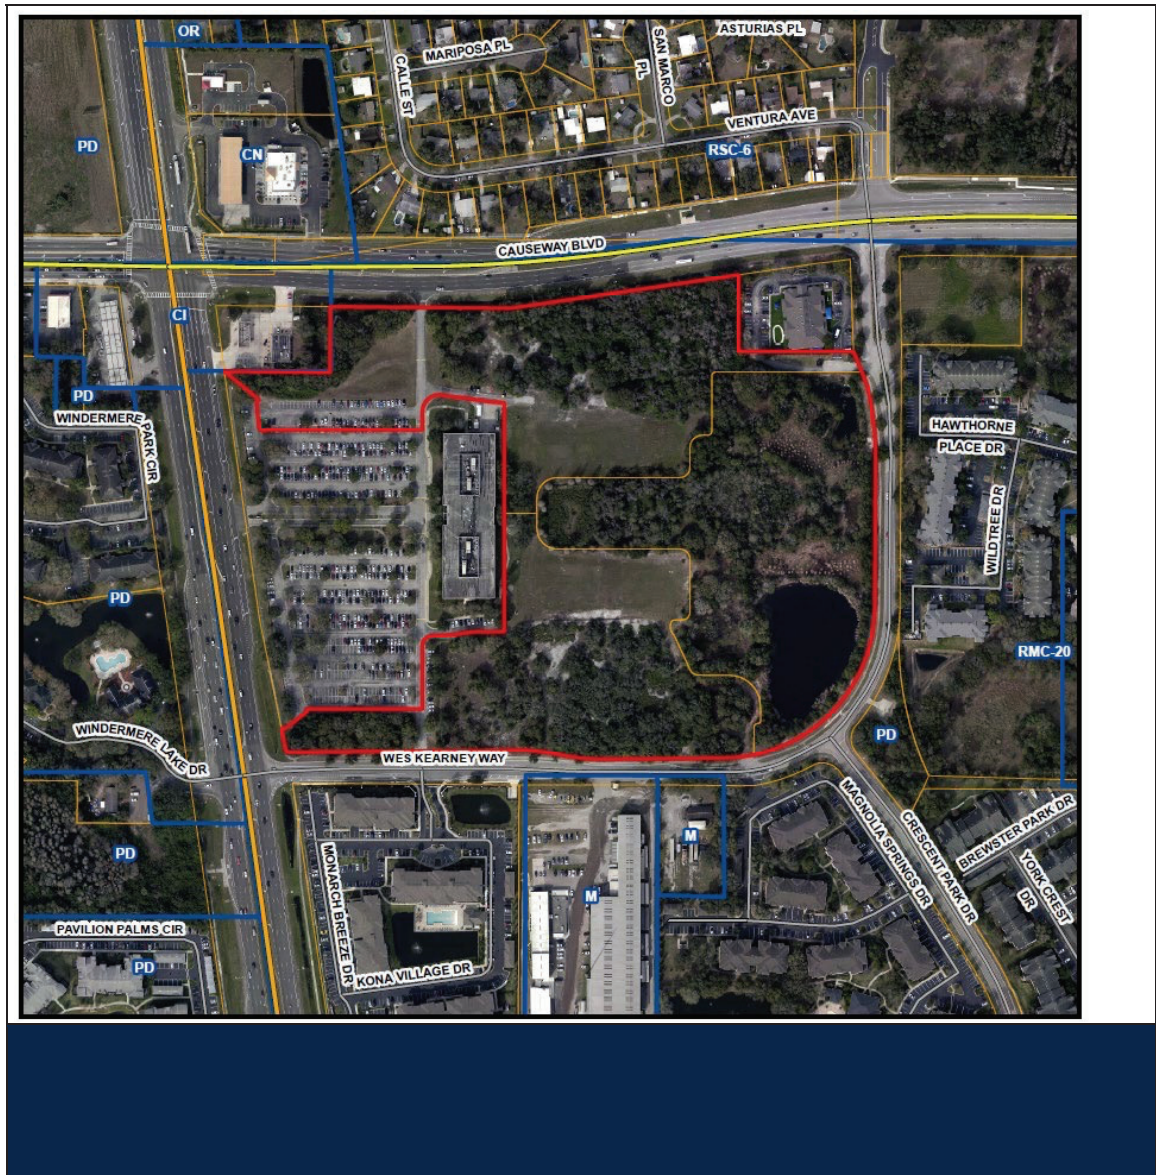 OR
ASTURIAS PL
MARIPOSA PL
SAN MARCO
PL
CALLE ST
VENTURA AVE
PD
CN
RSC-6
CAUSEWAY BLVD
CI
PD
WINDERMERE
PARK CIR
HAWTHORNE
PLACE DR
WILDTREE DR
PD
RMC-20
WINDERMERE LAKE DR
PD
WES KEARNEY WAY
MAGNOLIA SPRINGS DR
CRESCENT PARK DR
BREWSTER PARK DR
YORK CREST
DR
PD
M
M
MONARCH BREEZE DR
PAVILION PALMS CIR
PD
KONA VILLAGE DR